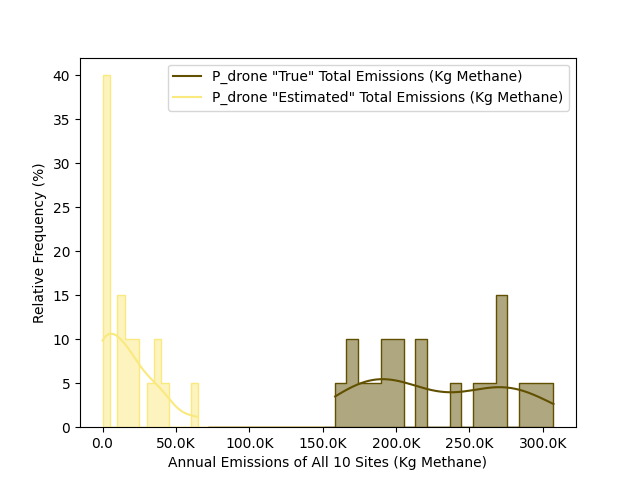 P_drone "True" Total Emissions (Kg Methane)
P_drone "Estimated" Total Emissions (Kg Methane)
40
35
30
25
20
15
10
5
0
Relative Frequency (%)
0.0 50.0K 100.0K 150.0K 200.0K 250.0K 300.0K
Annual Emissions of All 10 Sites (Kg Methane)